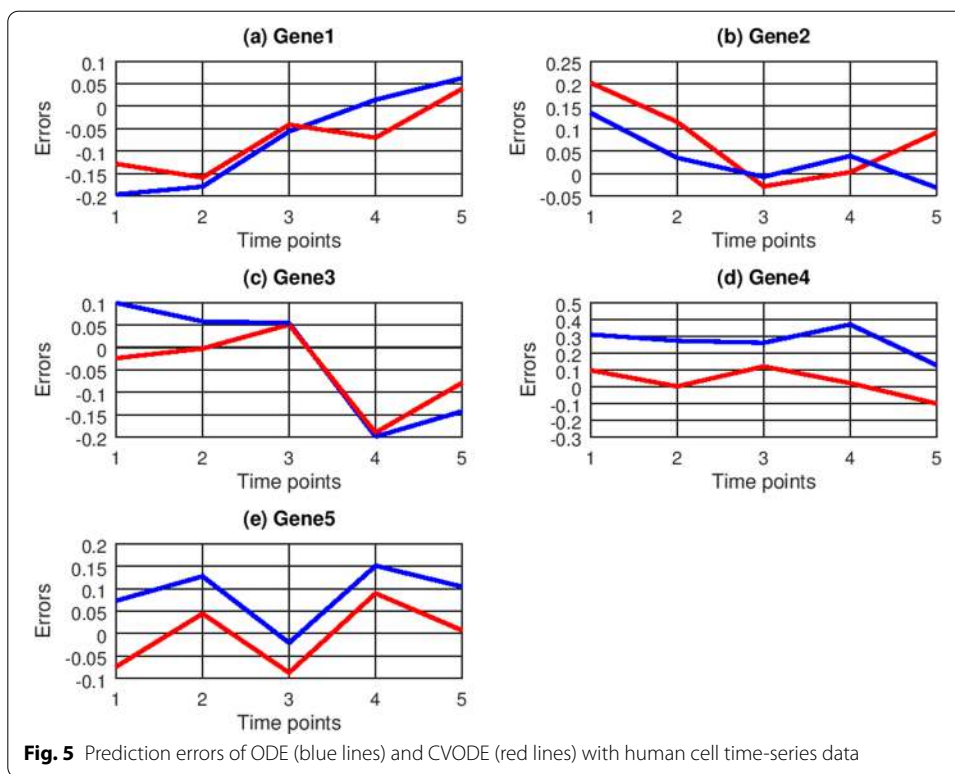 (a) Gene1
0.1
0.05
0
-0.05
-0.1
-0.15
-0.2
Errors
1 2 3 4 5
Time points
(b) Gene2
0.25
0.2
0.15
0.1
0.05
0
-0.05
Errors
1 2 3 4 5
Time points
(c) Gene3
0.1
0.05
0
-0.05
-0.1
-0.15
-0.2
Errors
1 2 3 4 5
Time points
(d) Gene4
0.5
0.4
0.3
0.2
0.1
0
-0.1
-0.2
-0.3
Errors
1 2 3 4 5
Time points
(e) Gene5
0.2
0.15
0.1
0.05
0
-0.05
-0.1
Errors
1 2 3 4 5
Time points
Fig. 5 Prediction errors of ODE (blue lines) and CVODE (red lines) with human cell time-series data